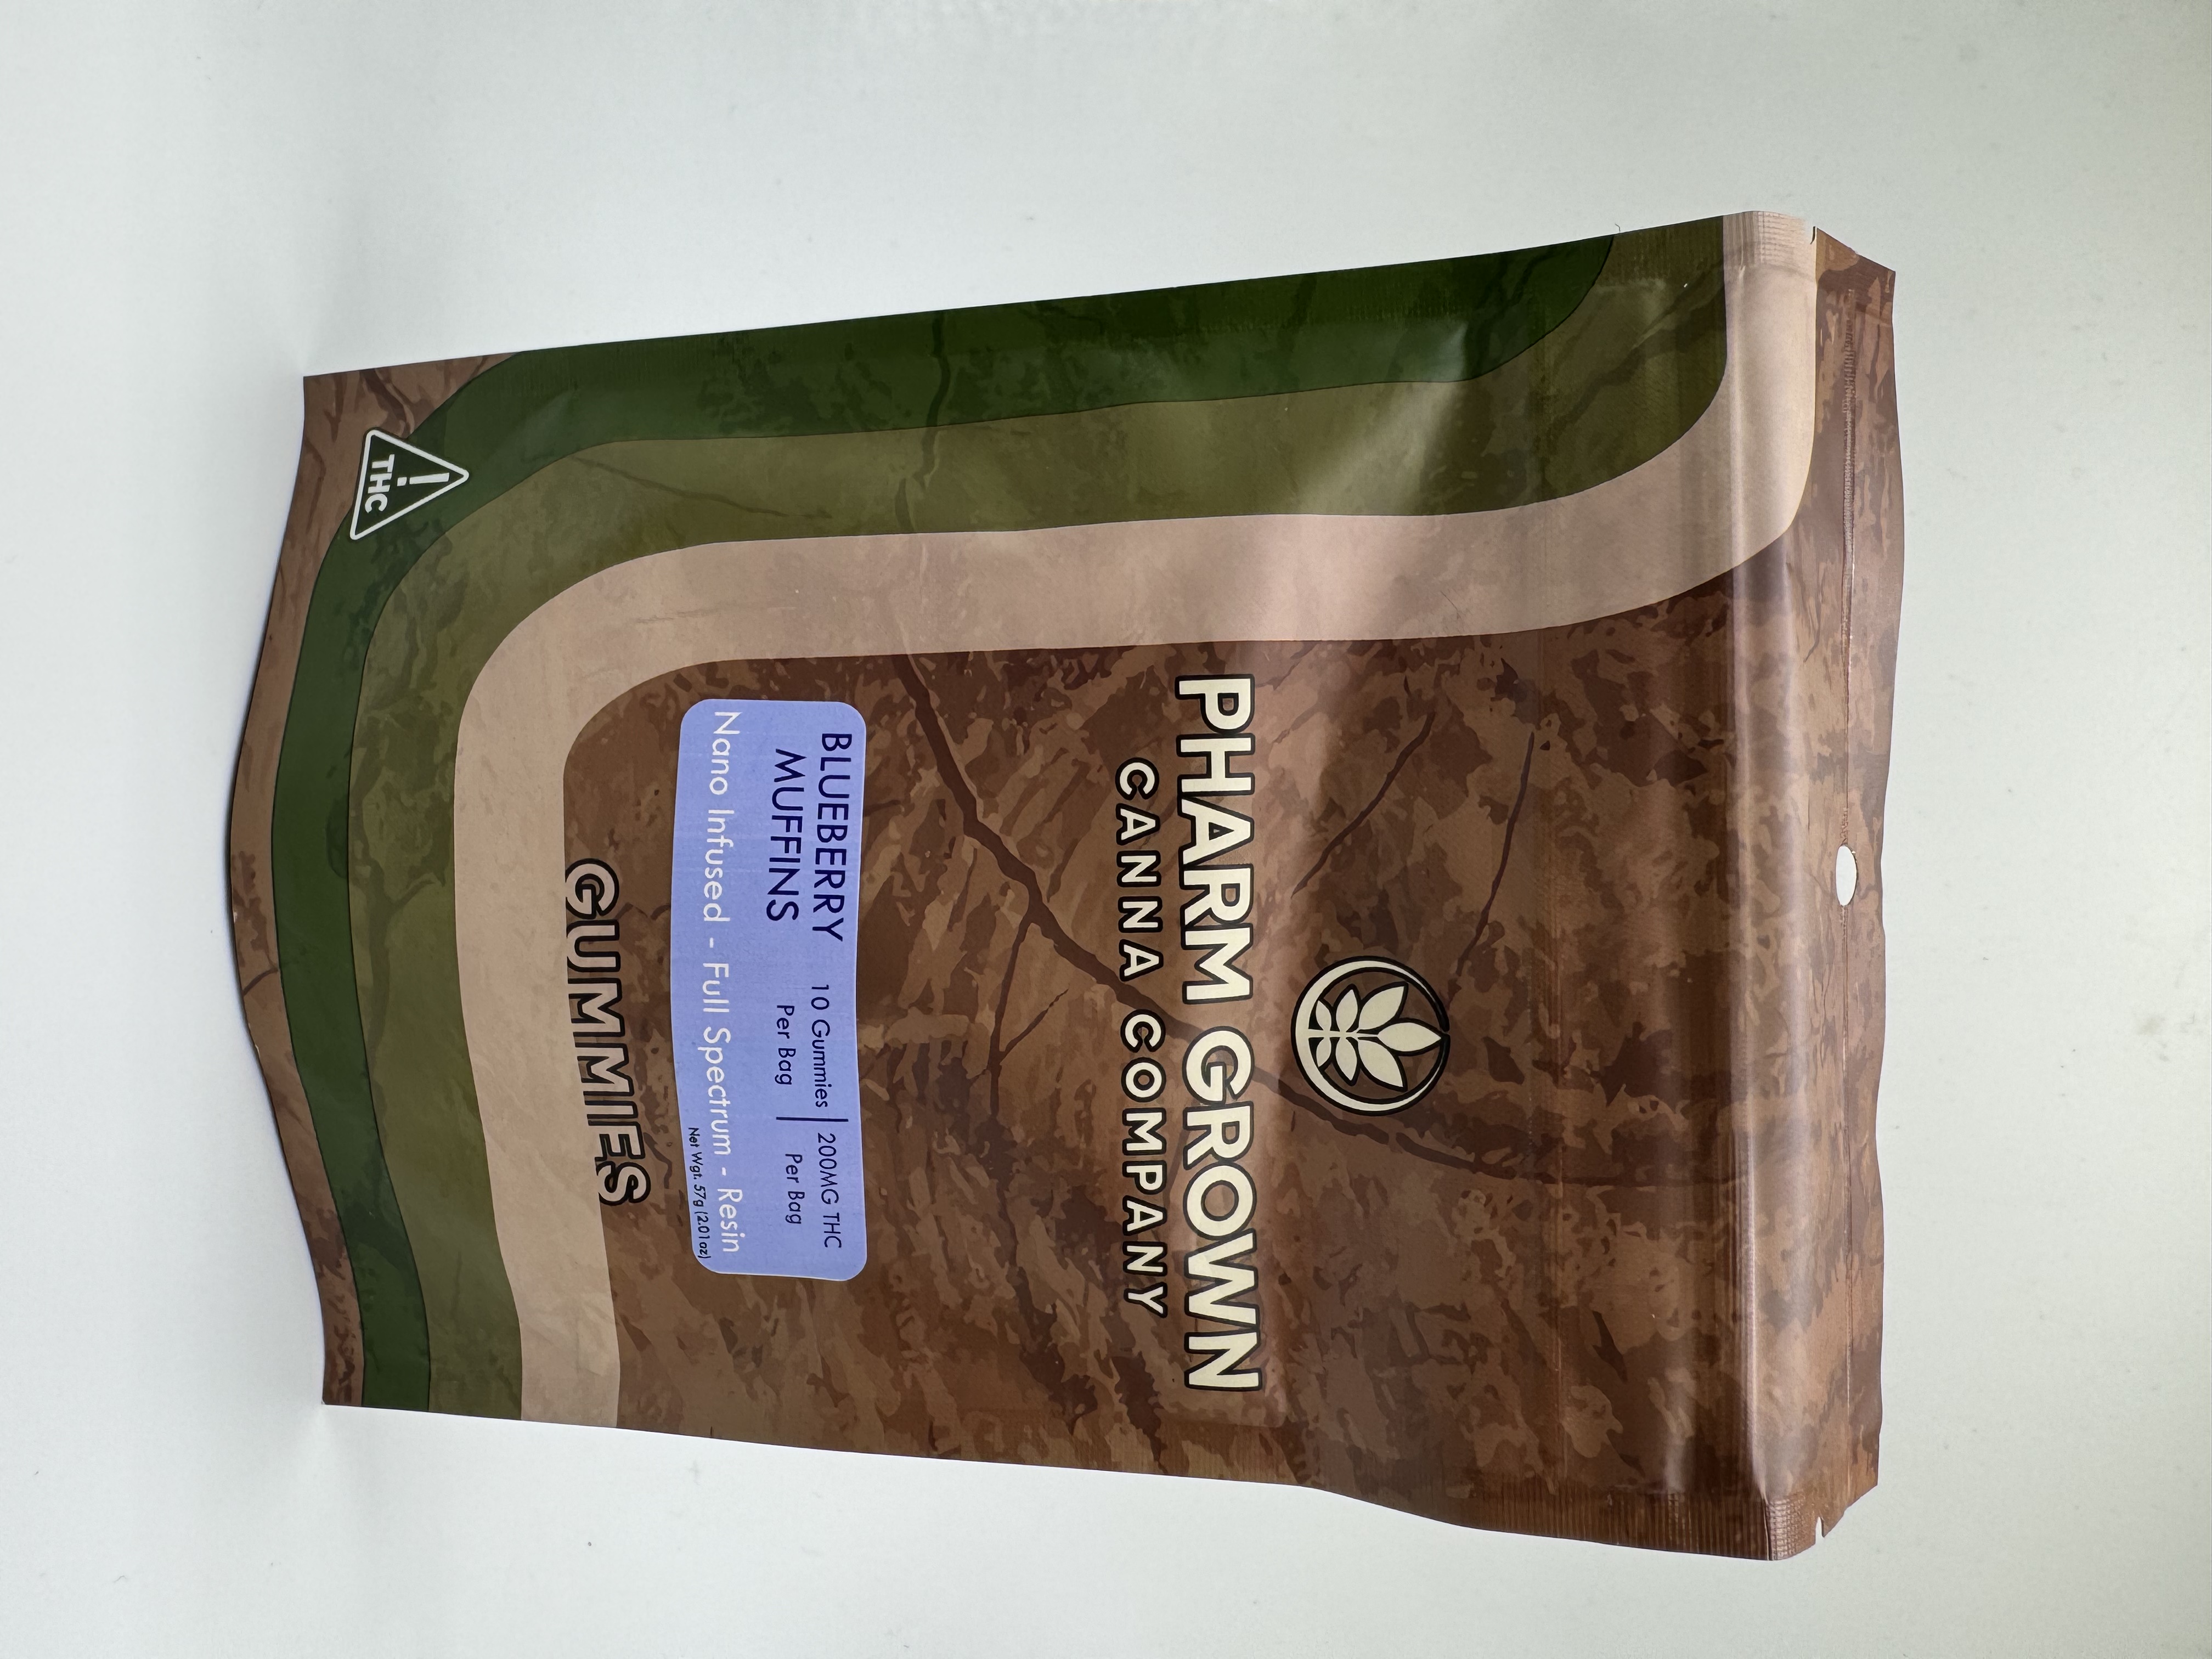 PHARM GROWN
CANNA COMPANY
BLUEBERRY
MUFFINS
10 Gummies
Per Bag
200MG THC
Per Bag
Nano Infused - Full Spectrum - Resin
Net Wgt. 57g (2.01oz)
GUMMIES
!
THC